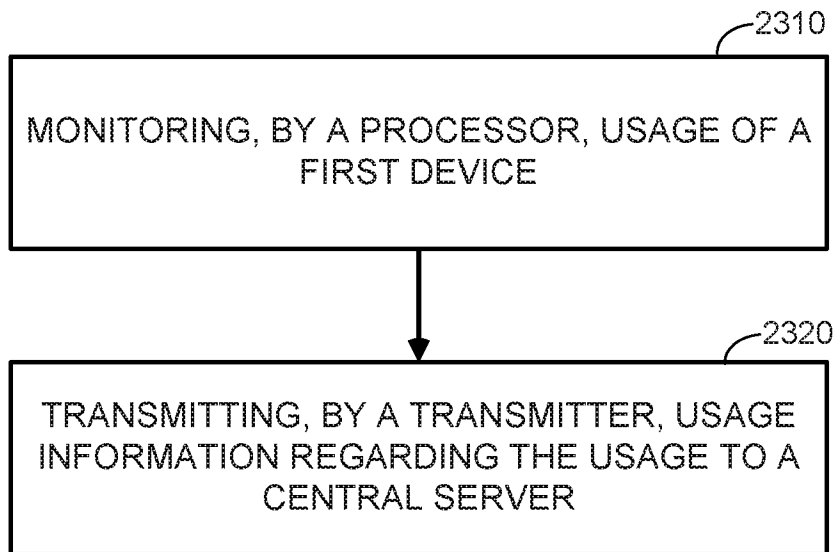 2310
MONITORING, BY A PROCESSOR, USAGE OF A
FIRST DEVICE
2320
TRANSMITTING, BY A TRANSMITTER, USAGE
INFORMATION REGARDING THE USAGE TO A
CENTRAL SERVER